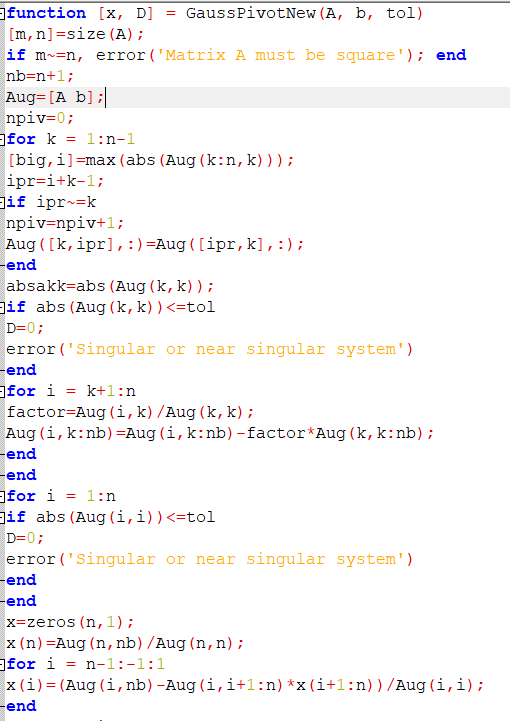 function [x, D] = GaussPivotNew(A, b, tol)
[m,n]=size(A);
if m~=n, error('Matrix A must be square'); end
nb=n+1;
Aug=[A b];
npiv=0;
for k = 1:n-1
[big,i]=max(abs(Aug(k:n,k)));
ipr=i+k-1;
if ipr~=k
npiv=npiv+1;
Aug([k,ipr],:)=Aug([ipr,k],:);
end
absakk=abs(Aug(k,k));
if abs(Aug(k,k))<=tol
D=0;
error('Singular or near singular system')
end
for i = k+1:n
factor=Aug(i,k)/Aug(k,k);
Aug(i,k:nb)=Aug(i,k:nb)-factor*Aug(k,k:nb);
end
end
for i = 1:n
if abs(Aug(i,i))<=tol
D=0;
error('Singular or near singular system')
end
end
x=zeros(n,1);
x(n)=Aug(n,nb)/Aug(n,n);
for i = n-1:-1:1
x(i)=(Aug(i,nb)-Aug(i,i+1:n)*x(i+1:n))/Aug(i,i);
end